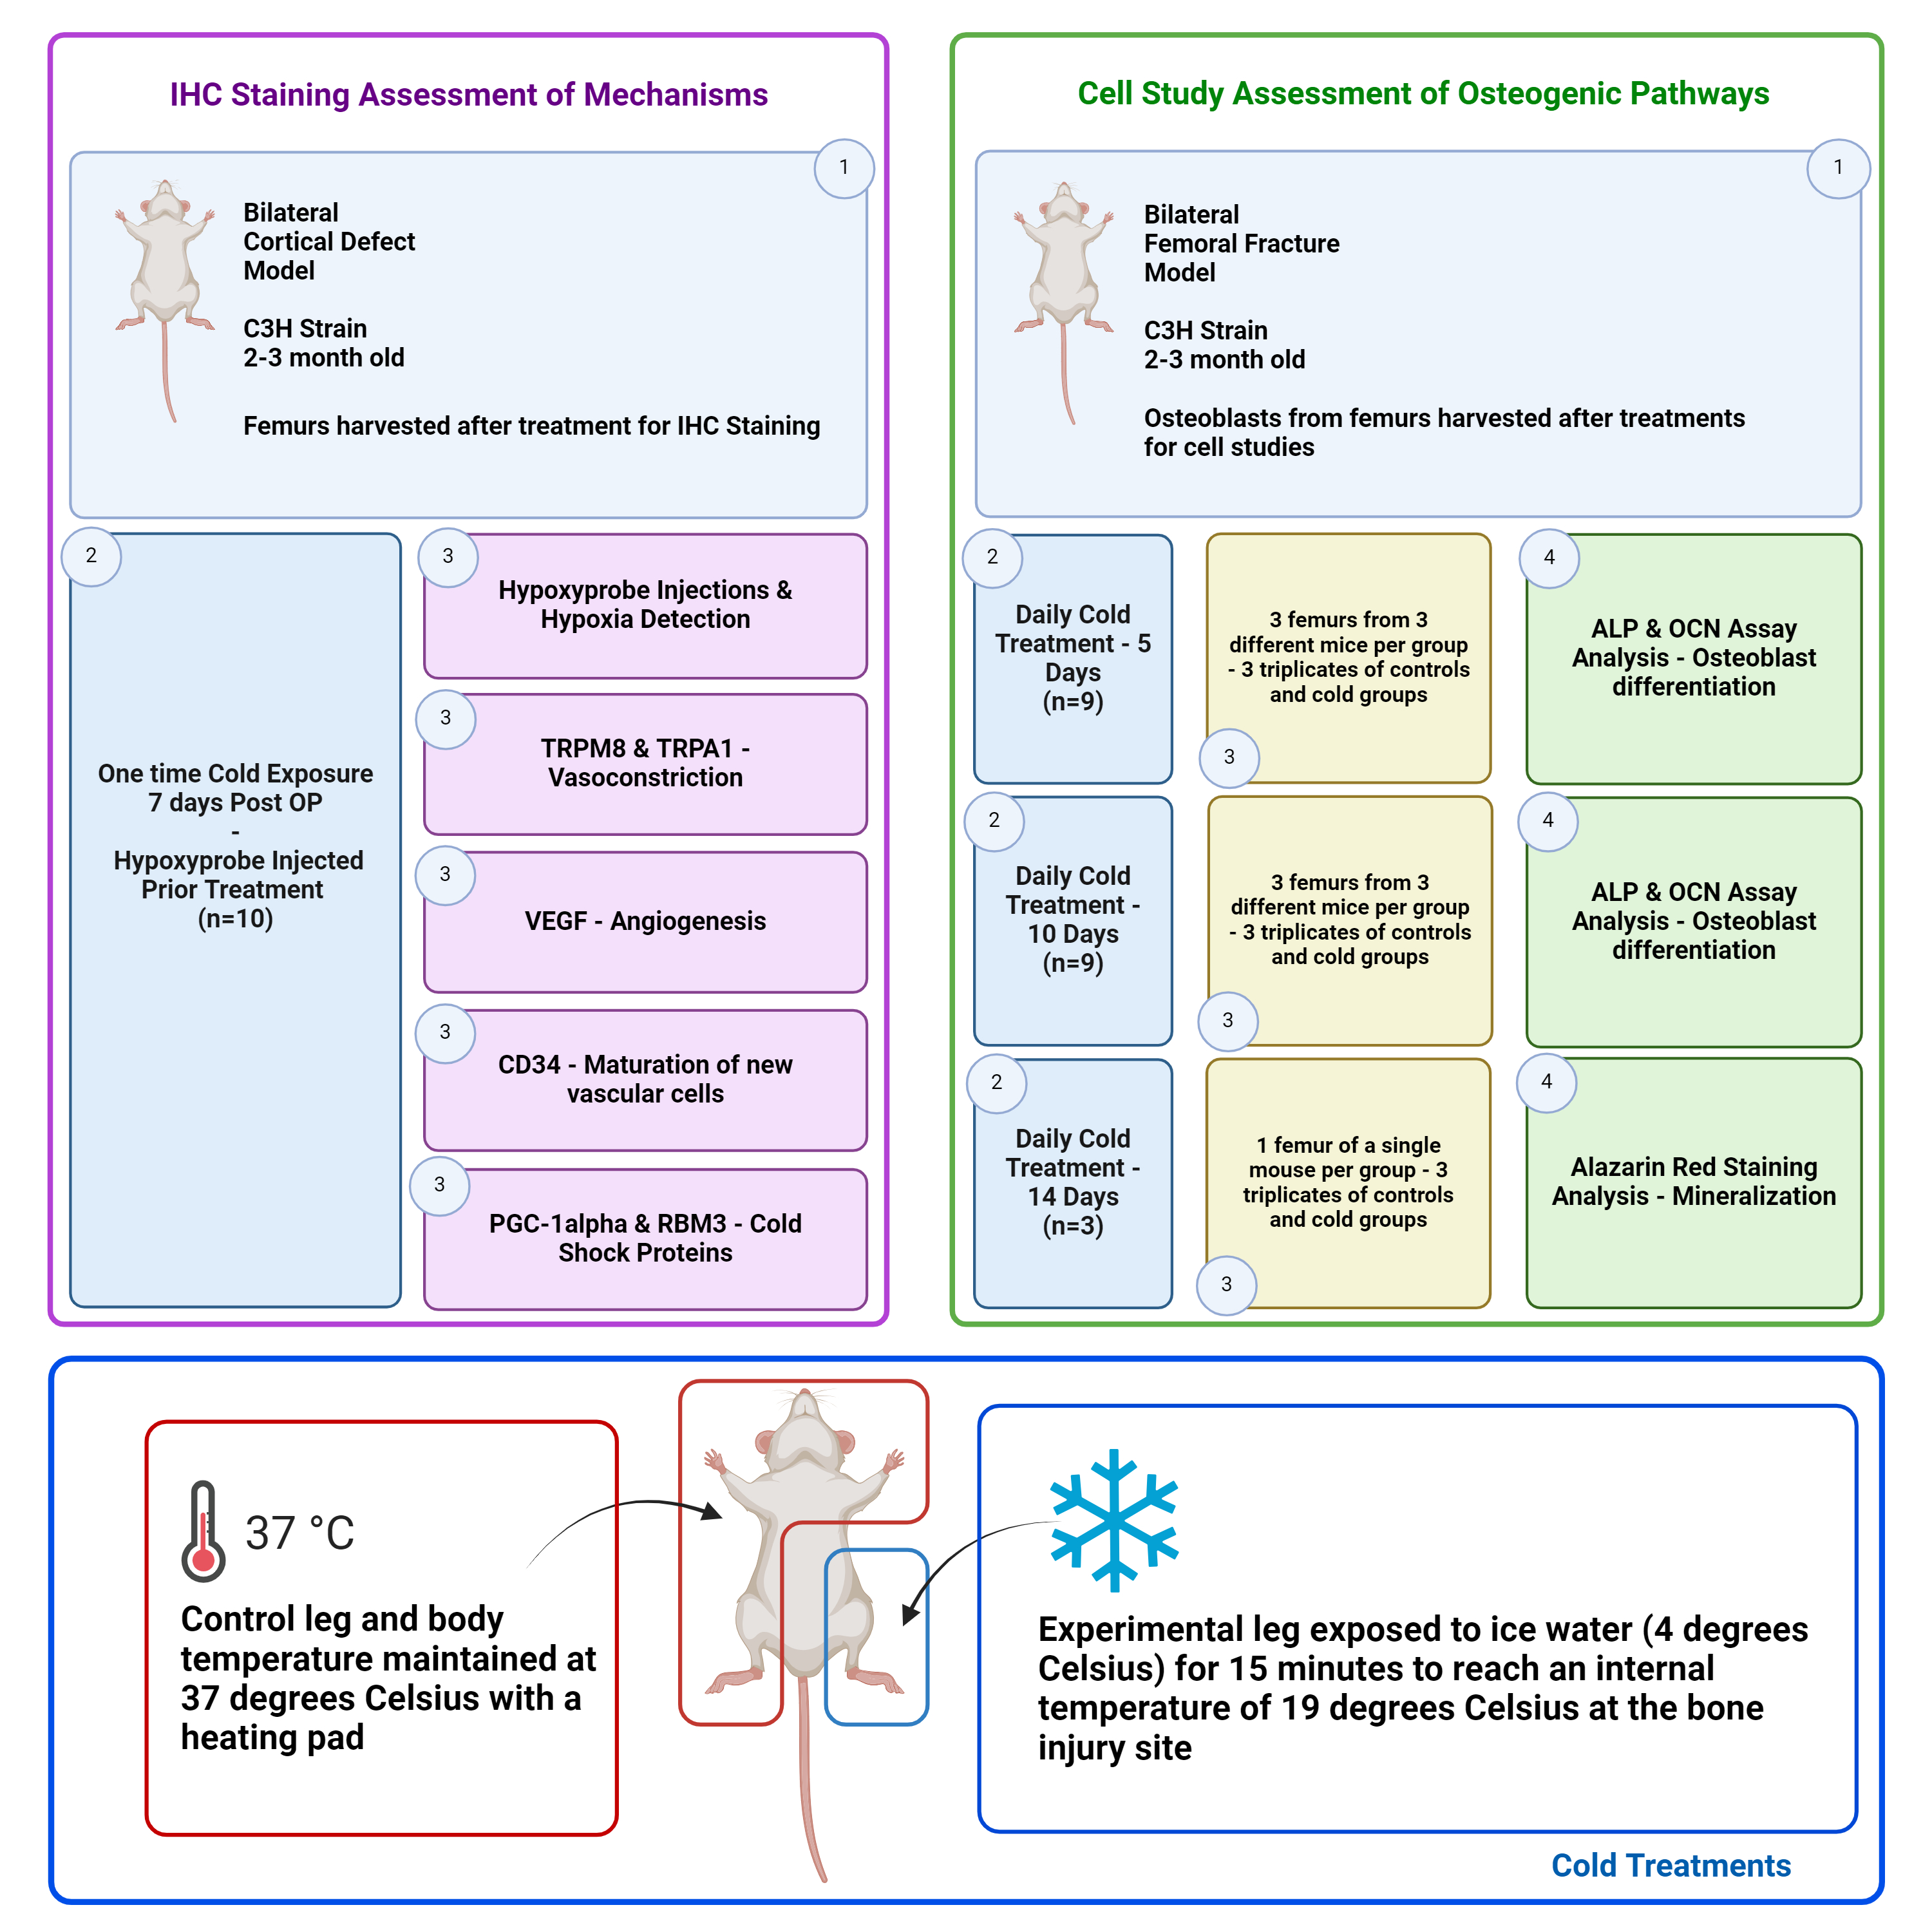 IHC Staining Assessment of Mechanisms
1
Bilateral
Cortical Defect
Model
C3H Strain
2-3 month old
Femurs harvested after treatment for IHC Staining
2
One time Cold Exposure
7 days Post OP
-
Hypoxyprobe Injected
Prior Treatment
(n=10)
3
Hypoxyprobe Injections &
Hypoxia Detection
3
TRPM8 & TRPA1 -
Vasoconstriction
3
VEGF - Angiogenesis
3
CD34 - Maturation of new
vascular cells
3
PGC-1alpha & RBM3 - Cold
Shock Proteins
Cell Study Assessment of Osteogenic Pathways
1
Bilateral
Femoral Fracture
Model
C3H Strain
2-3 month old
Osteoblasts from femurs harvested after treatments
for cell studies
2
Daily Cold
Treatment - 5
Days
(n=9)
3 femurs from 3
different mice per group
- 3 triplicates of controls
and cold groups
3
4
ALP & OCN Assay
Analysis - Osteoblast
differentiation
2
Daily Cold
Treatment -
10 Days
(n=9)
3 femurs from 3
different mice per group
- 3 triplicates of controls
and cold groups
3
4
ALP & OCN Assay
Analysis - Osteoblast
differentiation
2
Daily Cold
Treatment -
14 Days
(n=3)
1 femur of a single
mouse per group - 3
triplicates of controls
and cold groups
3
4
Alazarin Red Staining
Analysis - Mineralization
37 °C
Control leg and body
temperature maintained at
37 degrees Celsius with a
heating pad
Experimental leg exposed to ice water (4 degrees
Celsius) for 15 minutes to reach an internal
temperature of 19 degrees Celsius at the bone
injury site
Cold Treatments